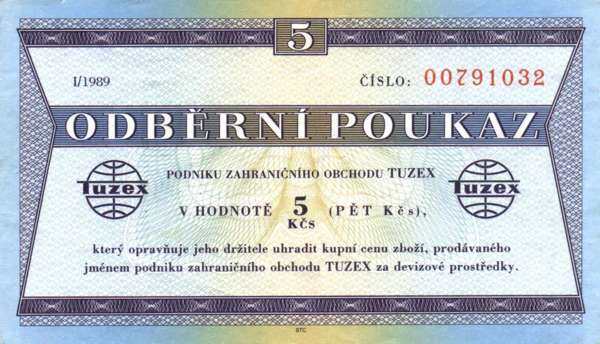 5
I/1989 ČÍSLO: 00791032
ODBĚRNÍ POUKAZ
PODNIKU ZAHRANIČNÍHO OBCHODU TUZEX
Tuzex V HODNOTĚ 5 Kčs (PĚT Kčs), Tuzex
který opravňuje jeho držitele uhradit kupní cenu zboží, prodávaného
jménem podniku zahraničního obchodu TUZEX za devizové prostředky.
STC